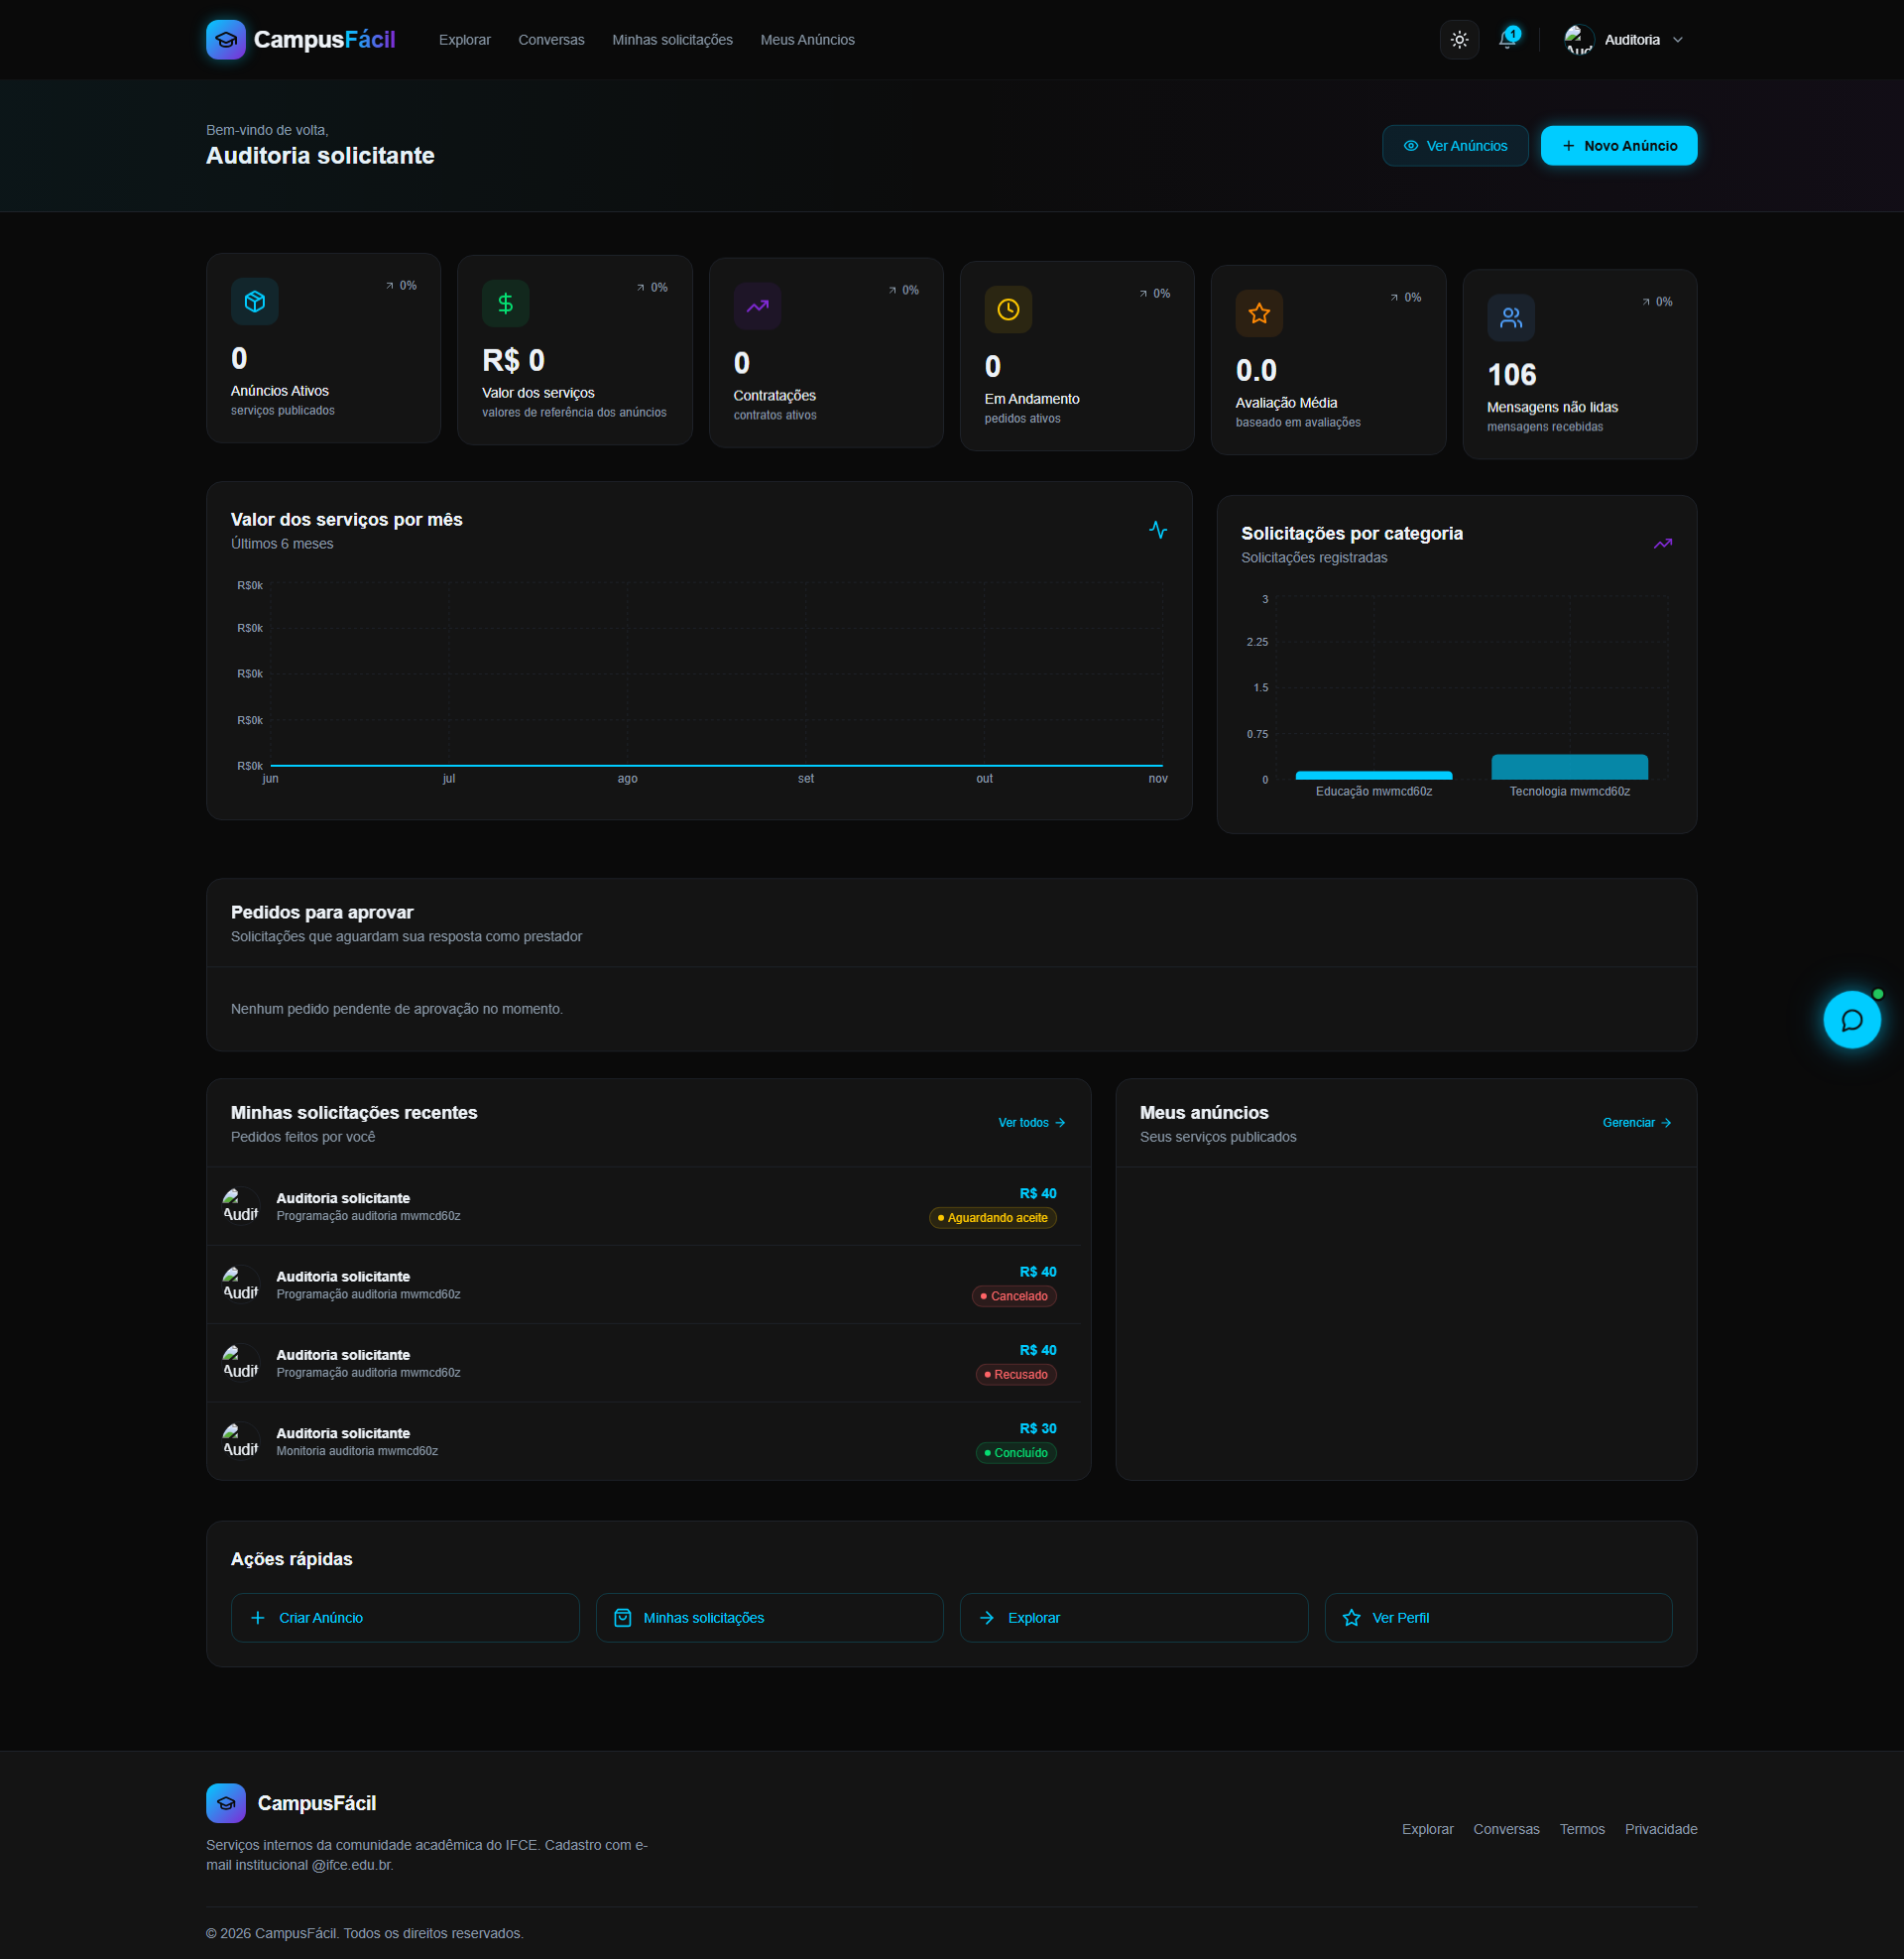 CampusFácil
Explorar
Conversas
Minhas solicitações
Meus Anúncios
1
Auditoria
Bem-vindo de volta,
Auditoria solicitante
Ver Anúncios
Novo Anúncio
0%
0
Anúncios Ativos
serviços publicados
0%
R$ 0
Valor dos serviços
valores de referência dos anúncios
0%
0
Contratações
contratos ativos
0%
0
Em Andamento
pedidos ativos
0%
0.0
Avaliação Média
baseado em avaliações
0%
106
Mensagens não lidas
mensagens recebidas
Valor dos serviços por mês
Últimos 6 meses
R$0k
R$0k
R$0k
R$0k
R$0k
jun jul ago set out nov
Solicitações por categoria
Solicitações registradas
3
2.25
1.5
0.75
0
Educação mwmcd60z Tecnologia mwmcd60z
Pedidos para aprovar
Solicitações que aguardam sua resposta como prestador
Nenhum pedido pendente de aprovação no momento.
Minhas solicitações recentes
Pedidos feitos por você
Ver todos
Audit
Auditoria solicitante
Programação auditoria mwmcd60z
R$ 40
Aguardando aceite
Audit
Auditoria solicitante
Programação auditoria mwmcd60z
R$ 40
Cancelado
Audit
Auditoria solicitante
Programação auditoria mwmcd60z
R$ 40
Recusado
Audit
Auditoria solicitante
Monitoria auditoria mwmcd60z
R$ 30
Concluído
Meus anúncios
Seus serviços publicados
Gerenciar
Ações rápidas
Criar Anúncio
Minhas solicitações
Explorar
Ver Perfil
CampusFácil
Serviços internos da comunidade acadêmica do IFCE. Cadastro com e-
mail institucional @ifce.edu.br.
Explorar
Conversas
Termos
Privacidade
© 2026 CampusFácil. Todos os direitos reservados.